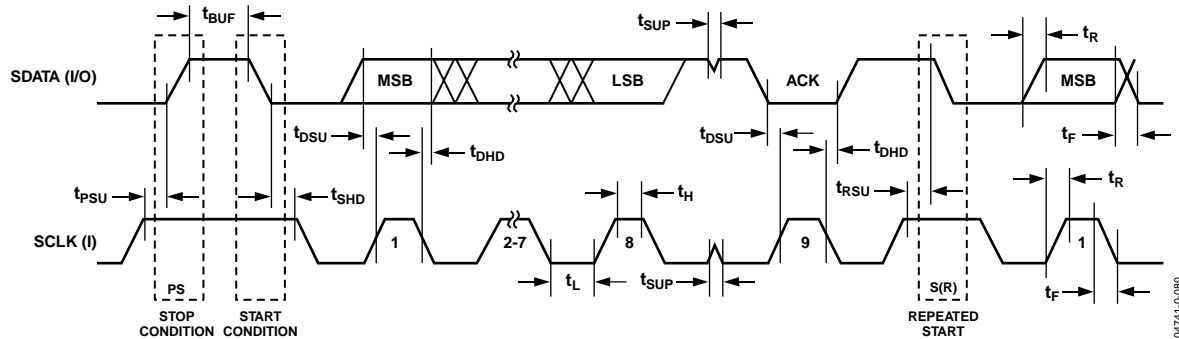 tBUF
tSUP
tR
SDATA (I/O)
MSB
LSB
ACK
MSB
tDSU
tDHD
tDSU
tDHD
tF
tPSU
tSHD
tH
tRSU
tR
SCLK (I)
1
2-7
8
9
1
PS
tL
tSUP
S(R)
tF
STOP
CONDITION
START
CONDITION
REPEATED
START
04741-0-080